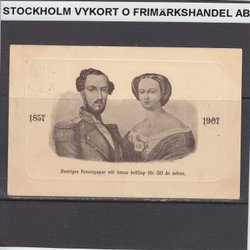 STOCKHOLM VYKORT O FRIMÄRKSHANDEL AB
1857
1907
Sveriges konungapar vid deras bröllop för 50 år sedan.